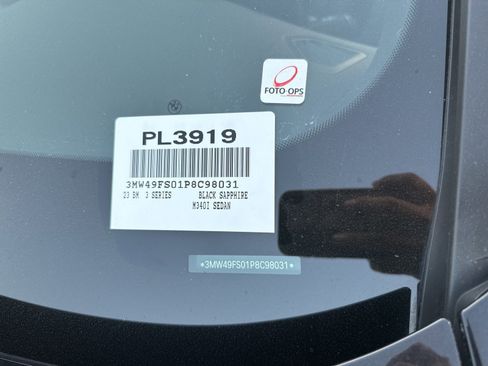 FOTO OPS
PL3919
3MW49FS01P8C98031
23 BM 3 SERIES BLACK SAPPHIRE
M340I SEDAN
*3MW49FS01P8C98031*